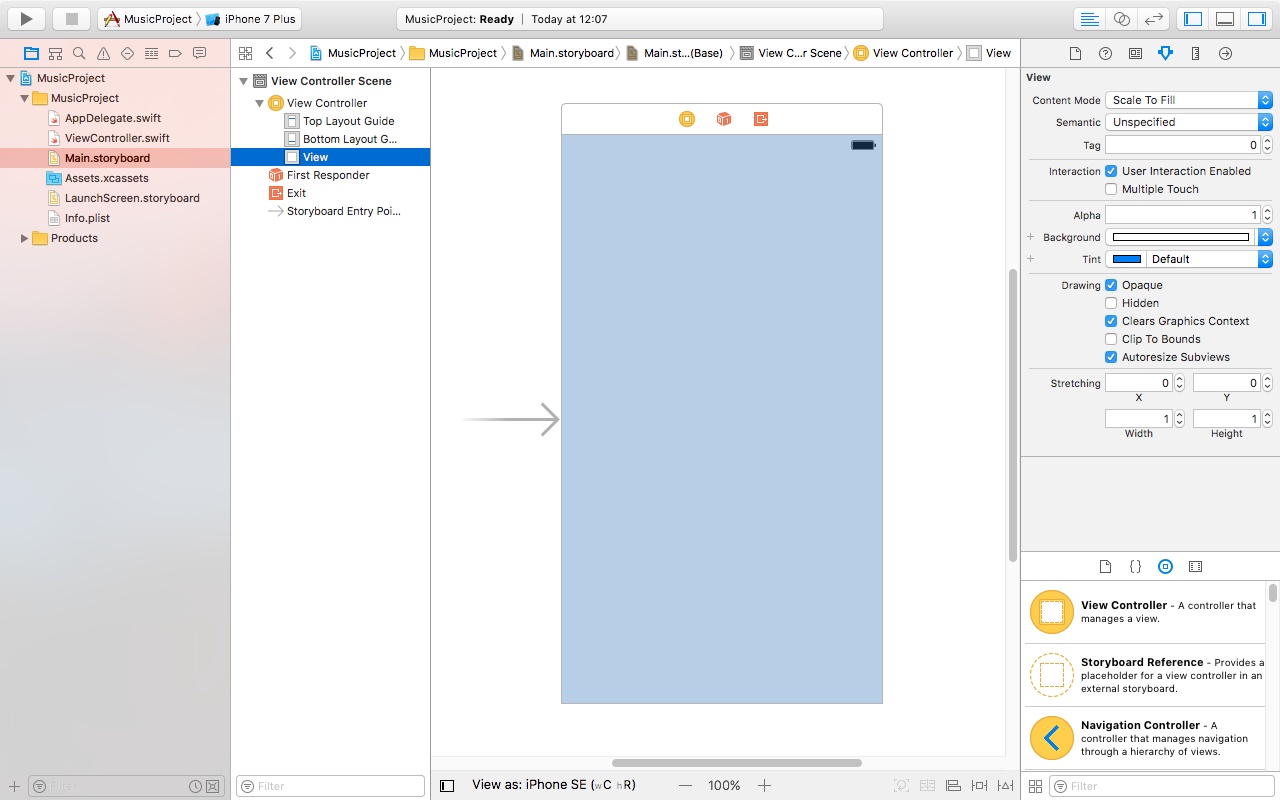 MusicProject iPhone 7 Plus
MusicProject: Ready | Today at 12:07
MusicProject MusicProject Main.storyboard Main.st...(Base) View C...r Scene View Controller View
MusicProject
MusicProject
AppDelegate.swift
ViewController.swift
Main.storyboard
Assets.xcassets
LaunchScreen.storyboard
Info.plist
Products
Filter
View Controller Scene
View Controller
Top Layout Guide
Bottom Layout G...
View
First Responder
Exit
Storyboard Entry Poi...
Filter
View as: iPhone SE (wC hR)
100%
View
Content Mode Scale To Fill
Semantic Unspecified
Tag 0
Interaction User Interaction Enabled
Multiple Touch
Alpha 1
Background
Tint Default
Drawing Opaque
Hidden
Clears Graphics Context
Clip To Bounds
Autoresize Subviews
Stretching 0 0
X Y
1 1
Width Height
View Controller - A controller that
manages a view.
Storyboard Reference - Provides a
placeholder for a view controller in an
external storyboard.
Navigation Controller - A
controller that manages navigation
through a hierarchy of views.
Filter